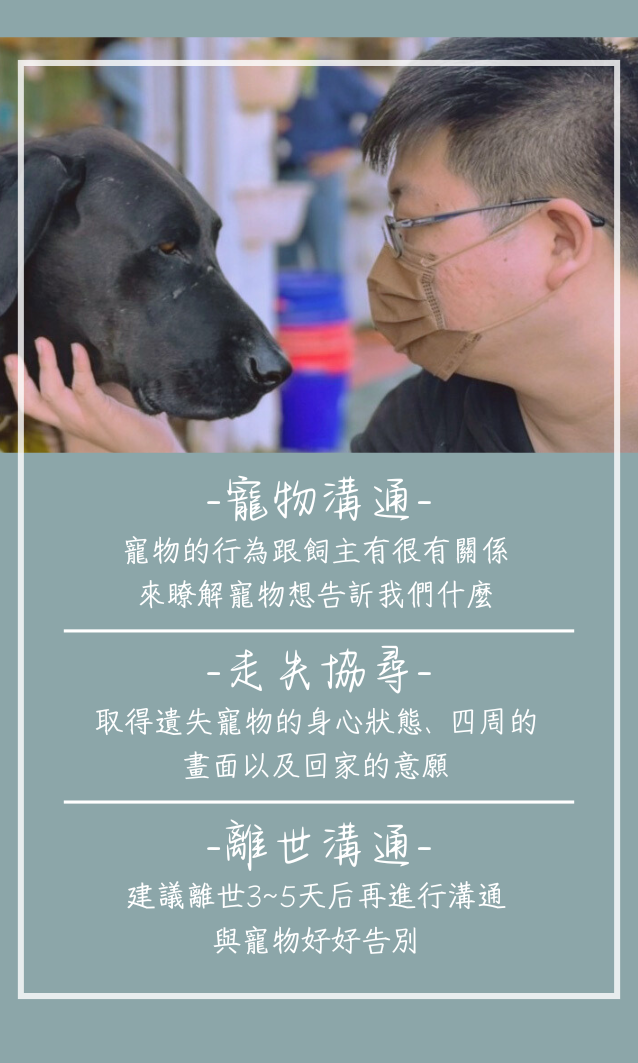 -寵物溝通-
寵物的行為跟飼主有很有關係
來瞭解寵物想告訴我們什麼
-走失協尋-
取得遺失寵物的身心狀態、四周的
畫面以及回家的意願
-離世溝通-
建議離世3~5天后再進行溝通
與寵物好好告別